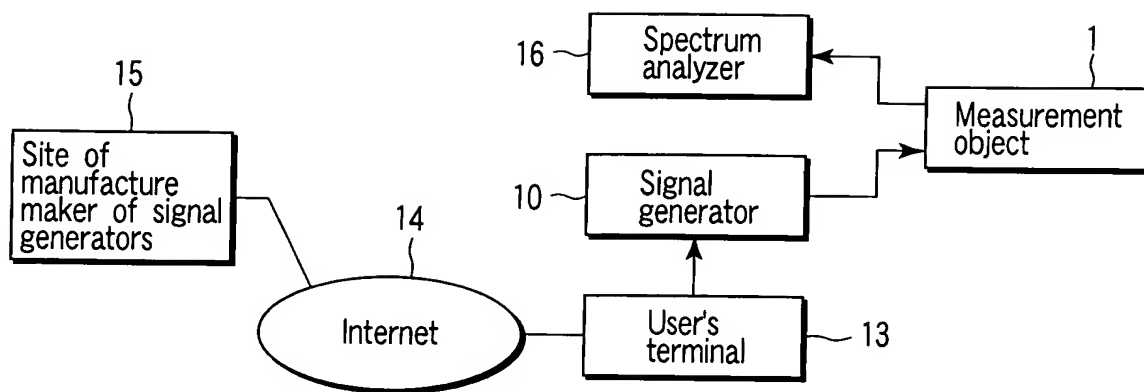 15
Site of
manufacture
maker of signal
generators
14
Internet
16
Spectrum
analyzer
10
Signal
generator
User's
terminal
13
1
Measurement
object